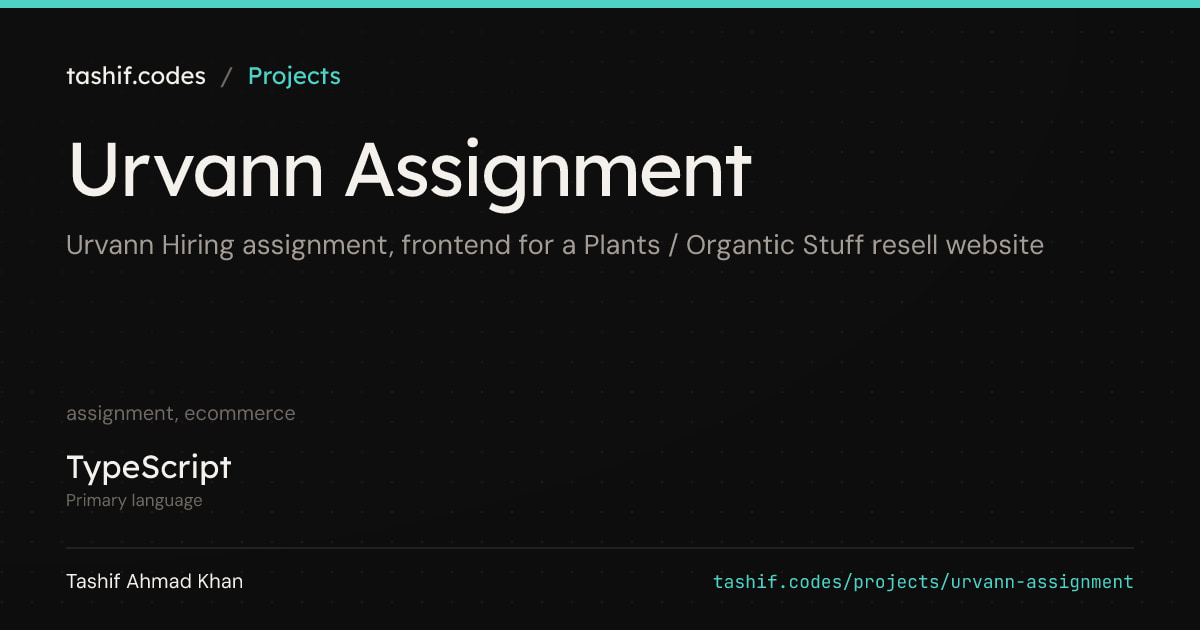 tashif.codes / Projects
Urvann Assignment
Urvann Hiring assignment, frontend for a Plants / Organtic Stuff resell website
assignment, ecommerce
TypeScript
Primary language
Tashif Ahmad Khan
tashif.codes/projects/urvann-assignment